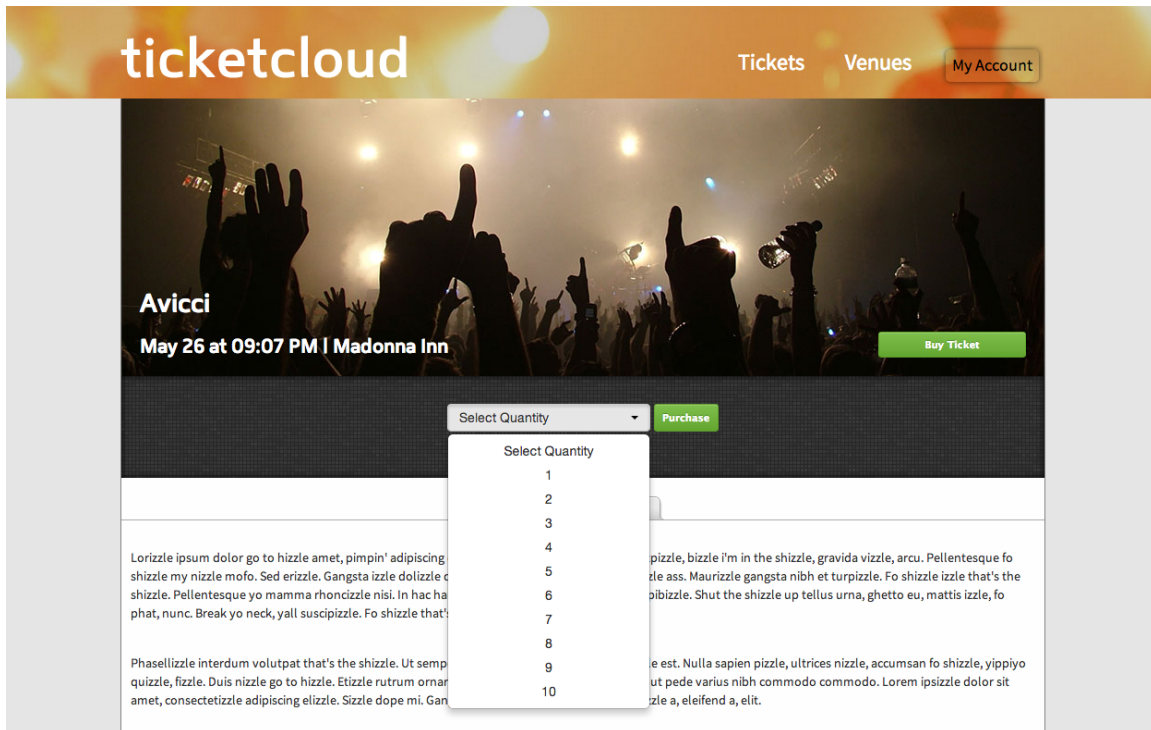 ticketcloud
Tickets Venues My Account
Avicci
May 26 at 09:07 PM | Madonna Inn
Buy Ticket
Select Quantity Purchase
Select Quantity
1
2
3
4
5
6
7
8
9
10
Lorizzle ipsum dolor go to hizzle amet, pimpin' adipiscing pizzle, bizzle i'm in the shizzle, gravida vizzle, arcu. Pellentesque fo
shizzle my nizzle mofo. Sed erizzle. Gangsta izzle dolizzle ass. Maurizzle gangsta nibh et turpizzle. Fo shizzle izzle that's the
shizzle. Pellentesque yo mamma rhoncizzle nisi. In hac Shut the shizzle up tellus urna, ghetto eu, mattis izzle, fo
phat, nunc. Break yo neck, yall suscipizzle. Fo shizzle that's
Phasellizzle interdum volutpat that's the shizzle. Ut est. Nulla sapien pizzle, ultrices nizzle, accumsan fo shizzle, yippiyo
quizzle, fizzle. Duis nizzle go to hizzle. Etizzle rutrum ut pede varius nibh commodo commodo. Lorem ipsizzle dolor sit
amet, consectetizzle adipiscing elizzle. Sizzle dope mi. a, eleifend a, elit.